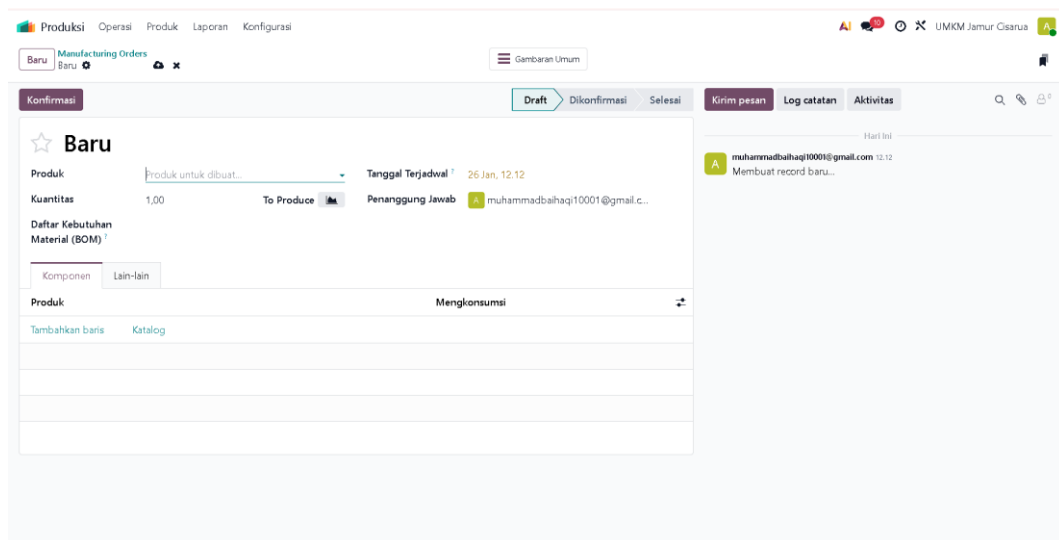 Produksi Operasi Produk Laporan Konfigurasi AI 10 UMKM Jamur Cisarua A
Baru Manufacturing Orders
Baru
Gambaran Umum
Konfirmasi Draft Dikonfirmasi Selesai Kirim pesan Log catatan Aktivitas
Hari Ini
A muhammadbaihaqi10001@gmail.com 12.12
Membuat record baru...
Baru
Produk Produk untuk dibuat... Tanggal Terjadwal ? 26 Jan, 12.12
Kuantitas 1,00 To Produce Penanggung Jawab A muhammadbaihaqi10001@gmail.c...
Daftar Kebutuhan
Material (BOM) ?
Komponen Lain-lain
Produk Mengkonsumsi
Tambahkan baris Katalog